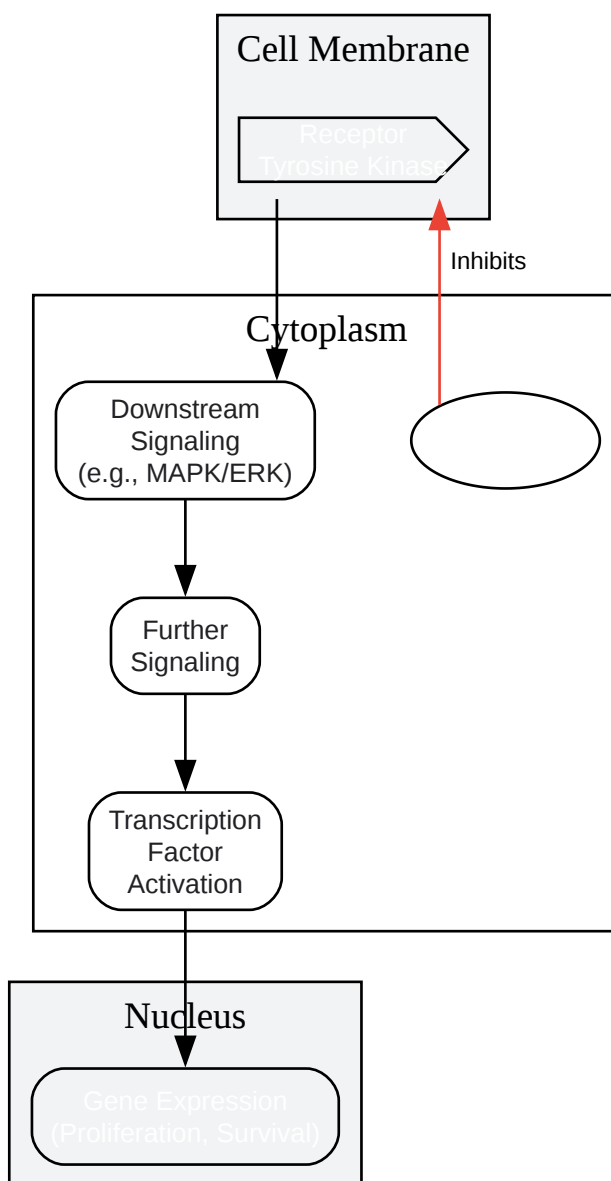 Cell Membrane
Receptor
Tyrosine Kinase
Inhibits
Cytoplasm
Downstream
Signaling
(e.g., MAPK/ERK)
Further
Signaling
Transcription
Factor
Activation
Nucleus
Gene Expression
(Proliferation, Survival)